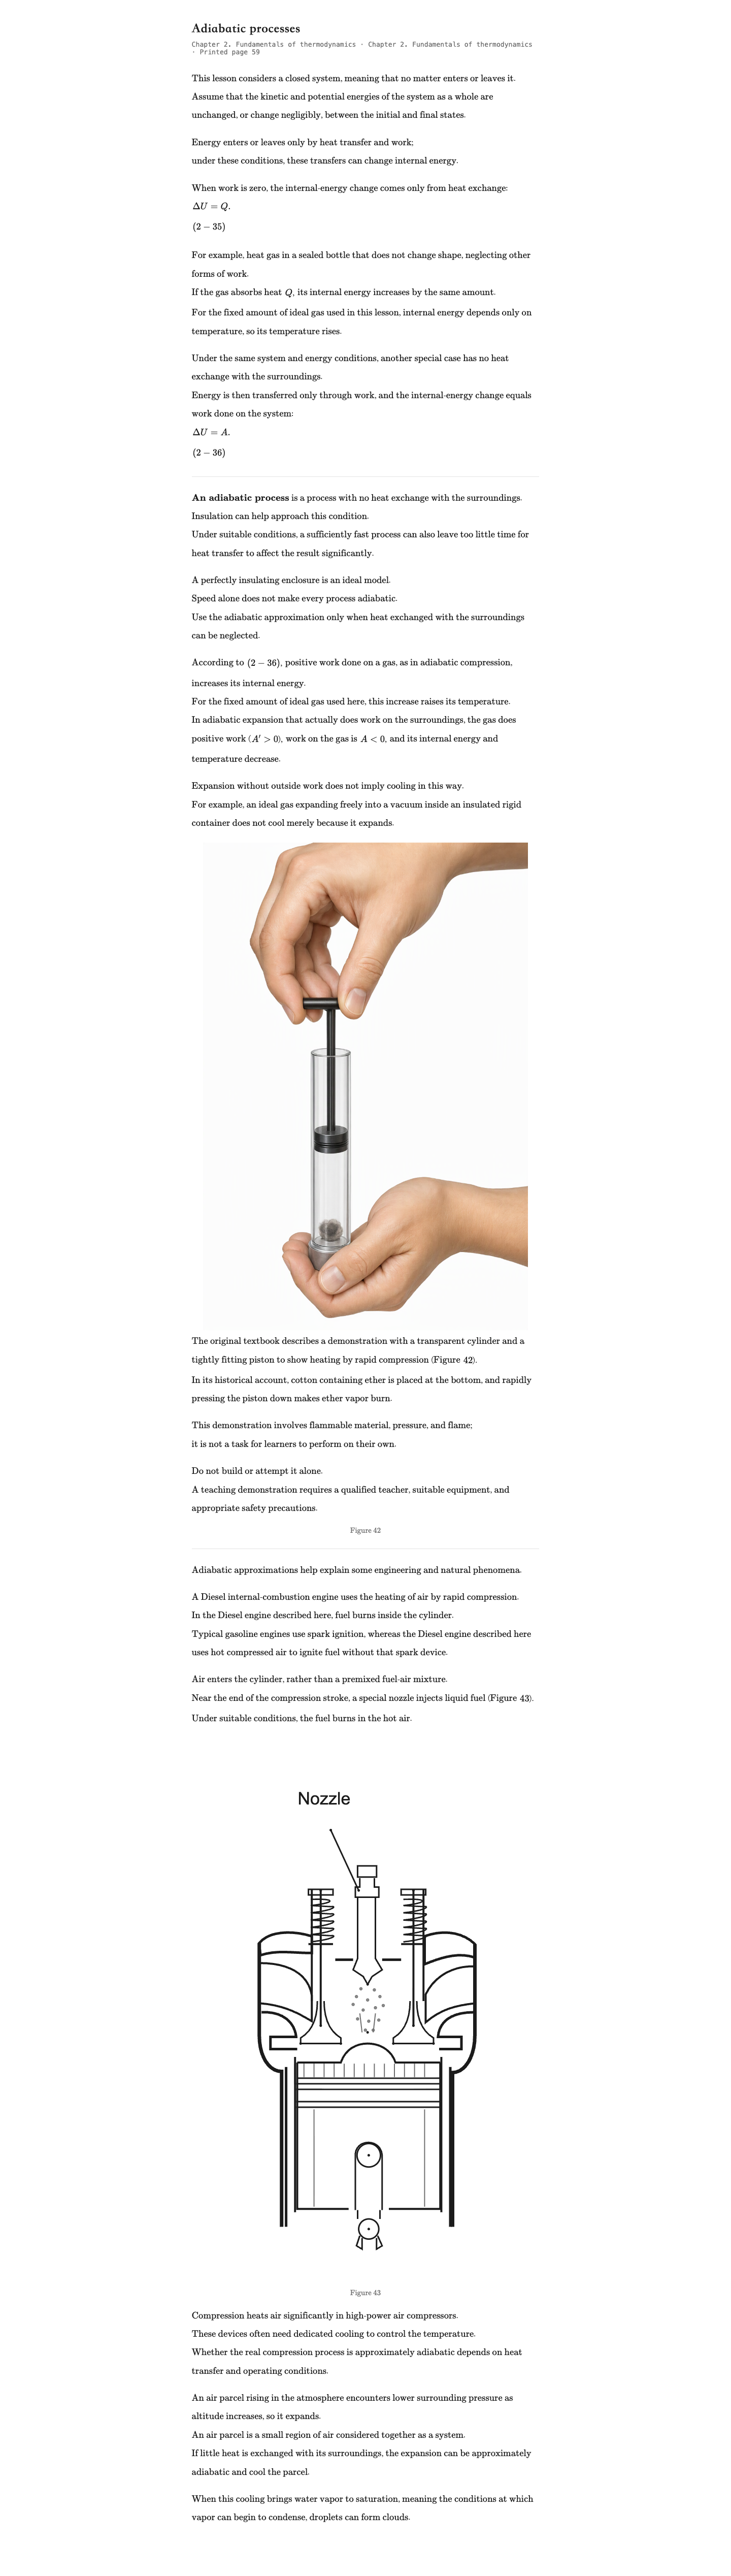 Adiabatic processes
Chapter 2. Fundamentals of thermodynamics · Chapter 2. Fundamentals of thermodynamics
· Printed page 59
This lesson considers a closed system, meaning that no matter enters or leaves it.
Assume that the kinetic and potential energies of the system as a whole are
unchanged, or change negligibly, between the initial and final states.
Energy enters or leaves only by heat transfer and work;
under these conditions, these transfers can change internal energy.
When work is zero, the internal-energy change comes only from heat exchange:
ΔU = Q.
(2 − 35)
For example, heat gas in a sealed bottle that does not change shape, neglecting other
forms of work.
If the gas absorbs heat Q, its internal energy increases by the same amount.
For the fixed amount of ideal gas used in this lesson, internal energy depends only on
temperature, so its temperature rises.
Under the same system and energy conditions, another special case has no heat
exchange with the surroundings.
Energy is then transferred only through work, and the internal-energy change equals
work done on the system:
ΔU = A.
(2 − 36)
An adiabatic process is a process with no heat exchange with the surroundings.
Insulation can help approach this condition.
Under suitable conditions, a sufficiently fast process can also leave too little time for
heat transfer to affect the result significantly.
A perfectly insulating enclosure is an ideal model.
Speed alone does not make every process adiabatic.
Use the adiabatic approximation only when heat exchanged with the surroundings
can be neglected.
According to (2 − 36), positive work done on a gas, as in adiabatic compression,
increases its internal energy.
For the fixed amount of ideal gas used here, this increase raises its temperature.
In adiabatic expansion that actually does work on the surroundings, the gas does
positive work (A′ > 0), work on the gas is A < 0, and its internal energy and
temperature decrease.
Expansion without outside work does not imply cooling in this way.
For example, an ideal gas expanding freely into a vacuum inside an insulated rigid
container does not cool merely because it expands.
The original textbook describes a demonstration with a transparent cylinder and a
tightly fitting piston to show heating by rapid compression (Figure 42).
In its historical account, cotton containing ether is placed at the bottom, and rapidly
pressing the piston down makes ether vapor burn.
This demonstration involves flammable material, pressure, and flame;
it is not a task for learners to perform on their own.
Do not build or attempt it alone.
A teaching demonstration requires a qualified teacher, suitable equipment, and
appropriate safety precautions.
Figure 42
Adiabatic approximations help explain some engineering and natural phenomena.
A Diesel internal-combustion engine uses the heating of air by rapid compression.
In the Diesel engine described here, fuel burns inside the cylinder.
Typical gasoline engines use spark ignition, whereas the Diesel engine described here
uses hot compressed air to ignite fuel without that spark device.
Air enters the cylinder, rather than a premixed fuel-air mixture.
Near the end of the compression stroke, a special nozzle injects liquid fuel (Figure 43).
Under suitable conditions, the fuel burns in the hot air.
Nozzle
Figure 43
Compression heats air significantly in high-power air compressors.
These devices often need dedicated cooling to control the temperature.
Whether the real compression process is approximately adiabatic depends on heat
transfer and operating conditions.
An air parcel rising in the atmosphere encounters lower surrounding pressure as
altitude increases, so it expands.
An air parcel is a small region of air considered together as a system.
If little heat is exchanged with its surroundings, the expansion can be approximately
adiabatic and cool the parcel.
When this cooling brings water vapor to saturation, meaning the conditions at which
vapor can begin to condense, droplets can form clouds.